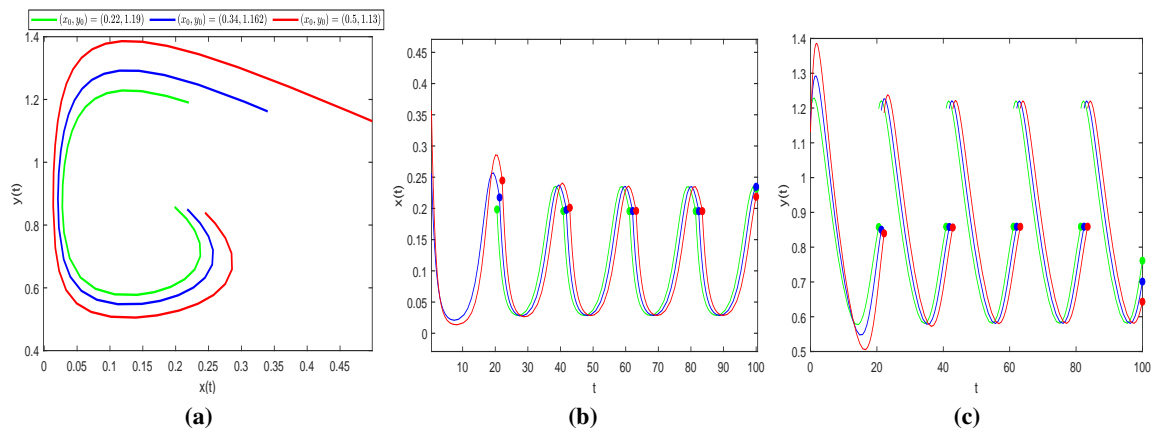 (x₀, y₀) = (0.22, 1.19) (x₀, y₀) = (0.34, 1.162) (x₀, y₀) = (0.5, 1.13)
1.4
1.2
1
0.8
0.6
0.4
y(t)
0 0.05 0.1 0.15 0.2 0.25 0.3 0.35 0.4 0.45
x(t)
(a)
0.45
0.4
0.35
0.3
0.25
0.2
0.15
0.1
0.05
0
x(t)
10 20 30 40 50 60 70 80 90 100
t
(b)
1.4
1.3
1.2
1.1
1
0.9
0.8
0.7
0.6
0.5
y(t)
0 20 40 60 80 100
t
(c)